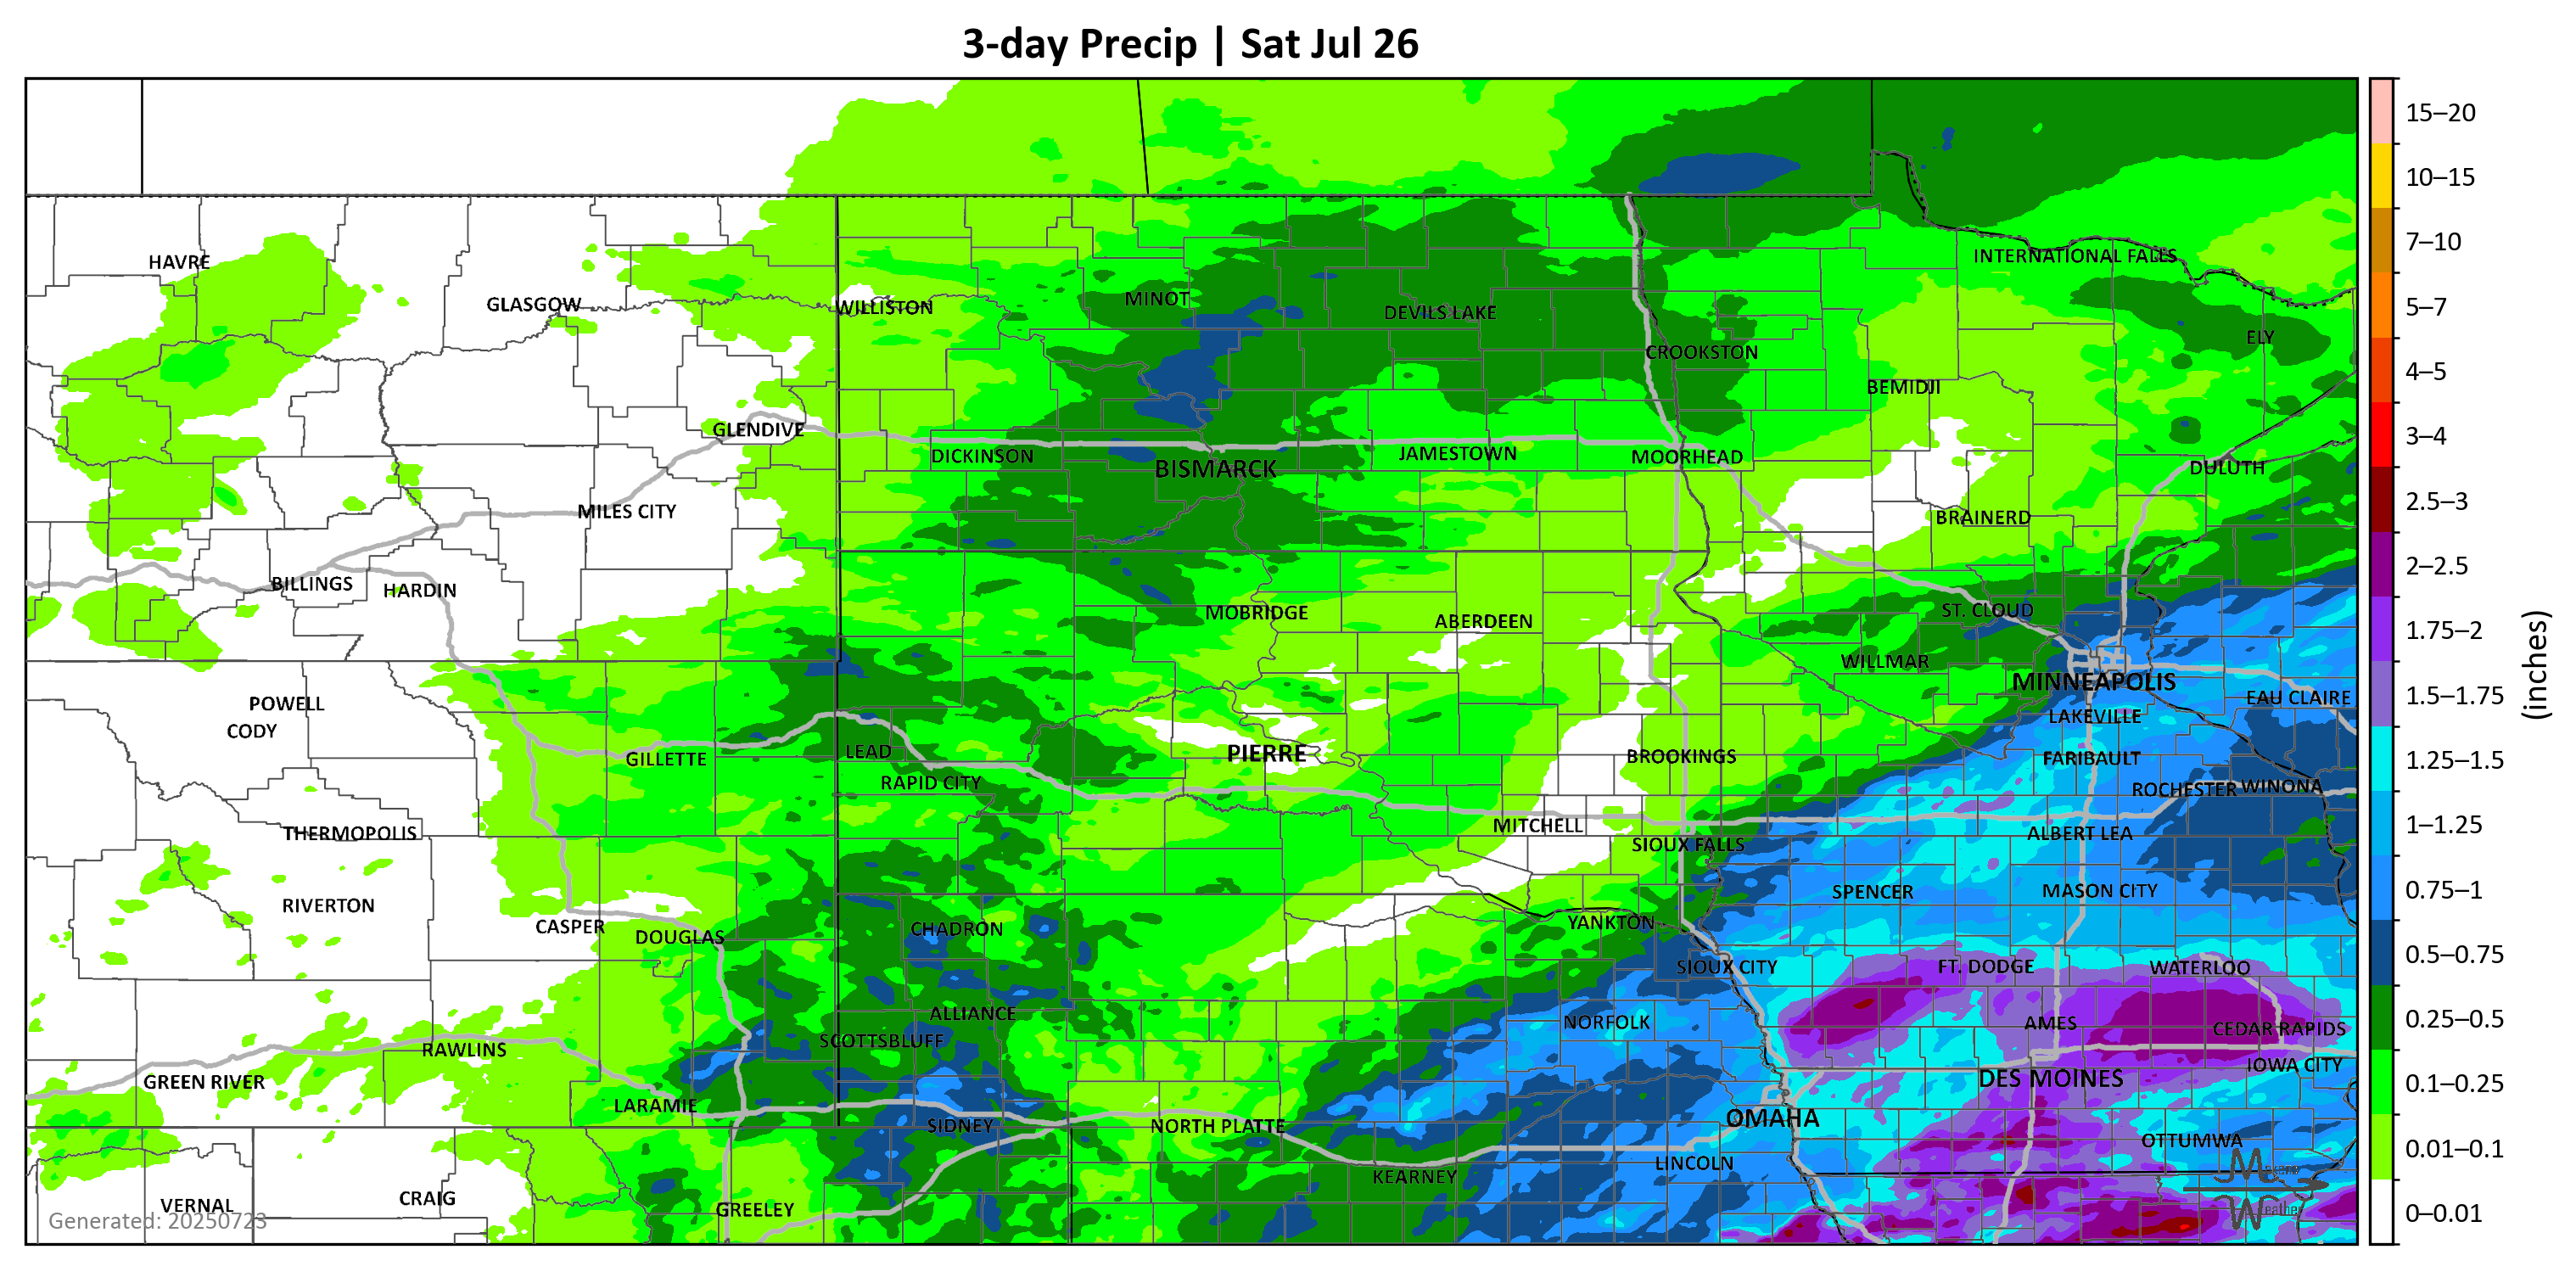 3-day Precip | Sat Jul 26
HAVRE
GLASGOW
WILLISTON
MINOT
DEVILS LAKE
INTERNATIONAL FALLS
CROOKSTON
ELY
BEMIDJI
GLENDIVE
DICKINSON
BISMARCK
JAMESTOWN
MOORHEAD
DULUTH
MILES CITY
BRAINERD
BILLINGS
HARDIN
MOBRIDGE
ABERDEEN
ST. CLOUD
WILLMAR
MINNEAPOLIS
POWELL
CODY
EAU CLAIRE
LAKEVILLE
GILLETTE
LEAD
RAPID CITY
PIERRE
BROOKINGS
FARIBAULT
ROCHESTER
WINONA
THERMOPOLIS
MITCHELL
SIOUX FALLS
ALBERT LEA
RIVERTON
SPENCER
MASON CITY
CASPER
DOUGLAS
CHADRON
YANKTON
SIOUX CITY
FT. DODGE
WATERLOO
ALLIANCE
NORFOLK
AMES
CEDAR RAPIDS
RAWLINS
SCOTTSBLUFF
IOWA CITY
GREEN RIVER
LARAMIE
DES MOINES
SIDNEY
NORTH PLATTE
OMAHA
OTTUMWA
KEARNEY
LINCOLN
VERNAL
CRAIG
GREELEY
Generated: 20250723
15–20
10–15
7–10
5–7
4–5
3–4
2.5–3
2–2.5
1.75–2
1.5–1.75
1.25–1.5
1–1.25
0.75–1
0.5–0.75
0.25–0.5
0.1–0.25
0.01–0.1
0–0.01
(inches)